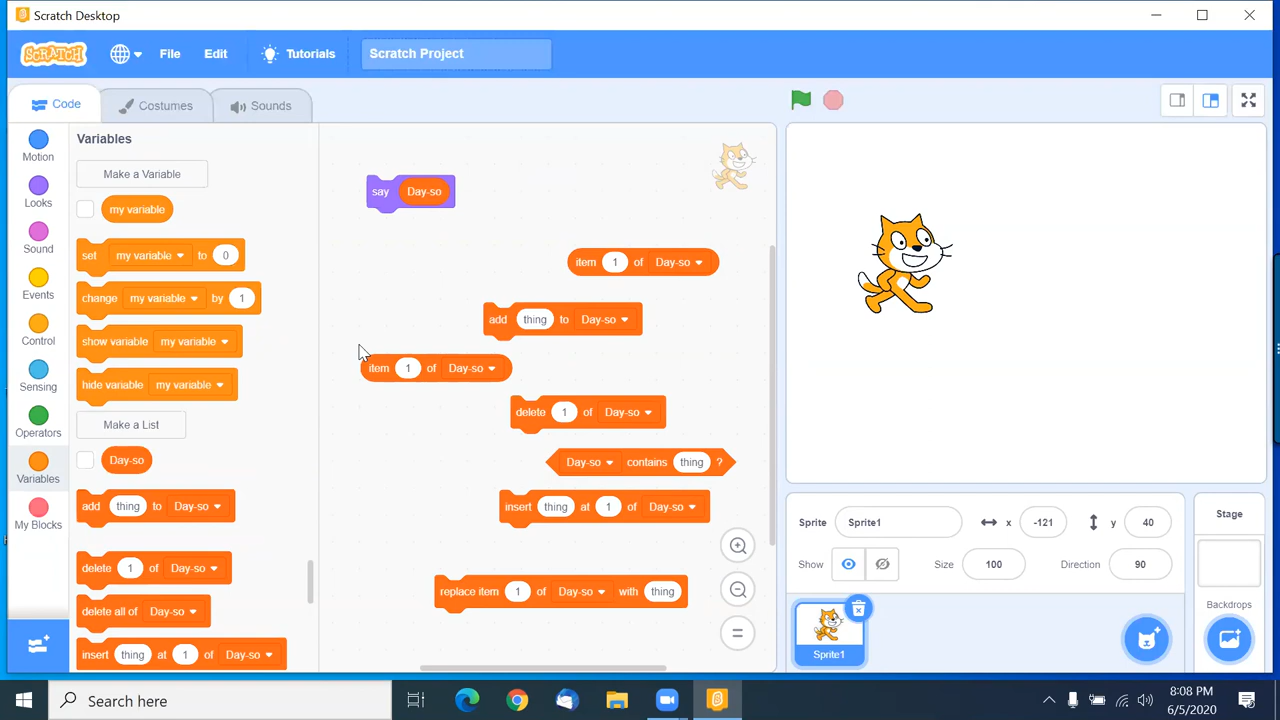 Scratch Desktop
SCRATCH File Edit Tutorials Scratch Project
Code Costumes Sounds
Motion
Looks
Sound
Events
Control
Sensing
Operators
Variables
My Blocks
Variables
Make a Variable
my variable
set my variable to 0
change my variable by 1
show variable my variable
hide variable my variable
Make a List
Day-so
add thing to Day-so
delete 1 of Day-so
delete all of Day-so
insert thing at 1 of Day-so
say Day-so
item 1 of Day-so
add thing to Day-so
item 1 of Day-so
delete 1 of Day-so
Day-so contains thing ?
insert thing at 1 of Day-so
replace item 1 of Day-so with thing
Sprite Sprite1 x -121 y 40
Show Size 100 Direction 90
Sprite1
Stage
Backdrops
Search here
8:08 PM
6/5/2020